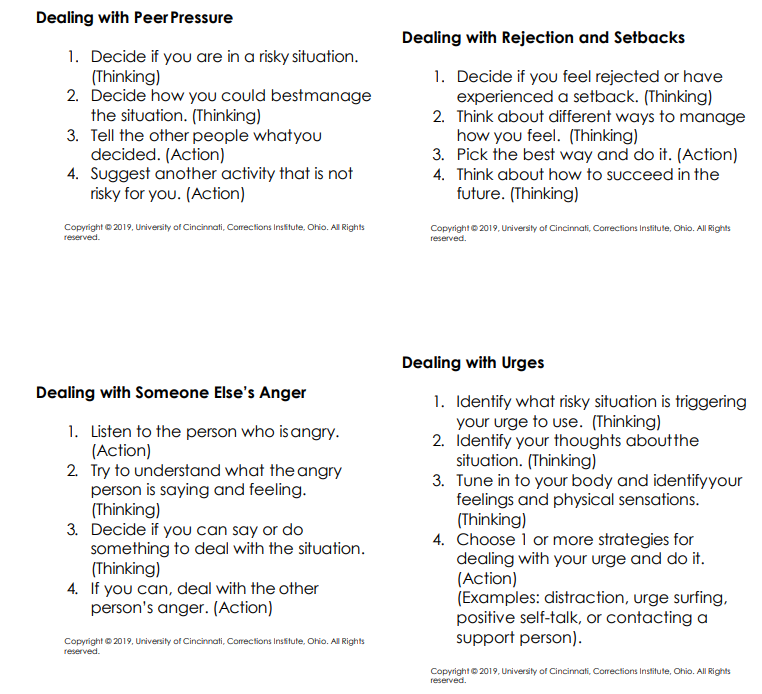 Dealing with Peer Pressure
1. Decide if you are in a risky situation.
(Thinking)
2. Decide how you could bestmanage
the situation. (Thinking)
3. Tell the other people whatyou
decided. (Action)
4. Suggest another activity that is not
risky for you. (Action)
Copyright © 2019, University of Cincinnati, Corrections Institute, Ohio. All Rights
reserved.
Dealing with Rejection and Setbacks
1. Decide if you feel rejected or have
experienced a setback. (Thinking)
2. Think about different ways to manage
how you feel. (Thinking)
3. Pick the best way and do it. (Action)
4. Think about how to succeed in the
future. (Thinking)
Copyright © 2019, University of Cincinnati, Corrections Institute, Ohio. All Rights
reserved.
Dealing with Someone Else's Anger
1. Listen to the person who is angry.
(Action)
2. Try to understand what the angry
person is saying and feeling.
(Thinking)
3. Decide if you can say or do
something to deal with the situation.
(Thinking)
4. If you can, deal with the other
person's anger. (Action)
Copyright © 2019, University of Cincinnati, Corrections Institute, Ohio. All Rights
reserved.
Dealing with Urges
1. Identify what risky situation is triggering
your urge to use. (Thinking)
2. Identify your thoughts aboutthe
situation. (Thinking)
3. Tune in to your body and identifyyour
feelings and physical sensations.
(Thinking)
4. Choose 1 or more strategies for
dealing with your urge and do it.
(Action)
(Examples: distraction, urge surfing,
positive self-talk, or contacting a
support person).
Copyright © 2019, University of Cincinnati, Corrections Institute, Ohio. All Rights
reserved.